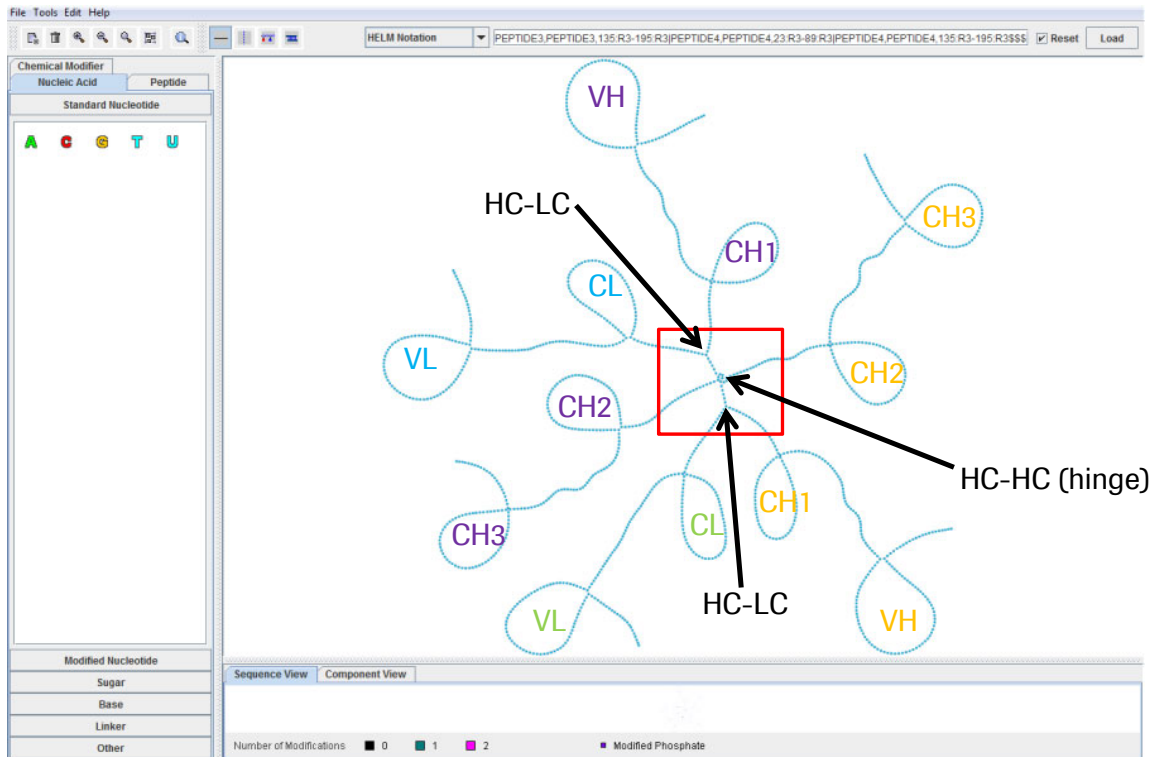 File Tools Edit Help
HELM Notation
PEPTIDE3,PEPTIDE3,135:R3-195:R3|PEPTIDE4,PEPTIDE4,23:R3-89:R3|PEPTIDE4,PEPTIDE4,135:R3-195:R3$$$
Reset
Load
Chemical Modifier
Nucleic Acid
Peptide
Standard Nucleotide
A C G T U
VH
HC-LC
CH3
CH1
CL
VL
CH2
CH2
HC-HC (hinge)
CH1
CH3
CL
HC-LC
VL
VH
Modified Nucleotide
Sugar
Base
Linker
Other
Sequence View
Component View
Number of Modifications 0 1 2 Modified Phosphate